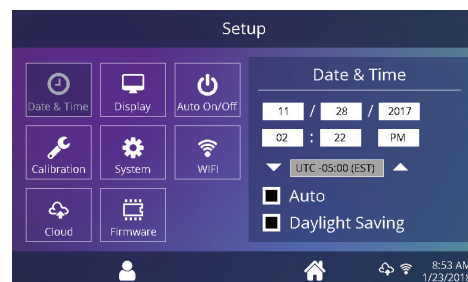 Setup
Date & Time
Display
Auto On/Off
Calibration
System
WIFI
Cloud
Firmware
Date & Time
11 / 28 / 2017
02 : 22 PM
UTC -05:00 (EST)
Auto
Daylight Saving
8:53 AM
1/23/2018